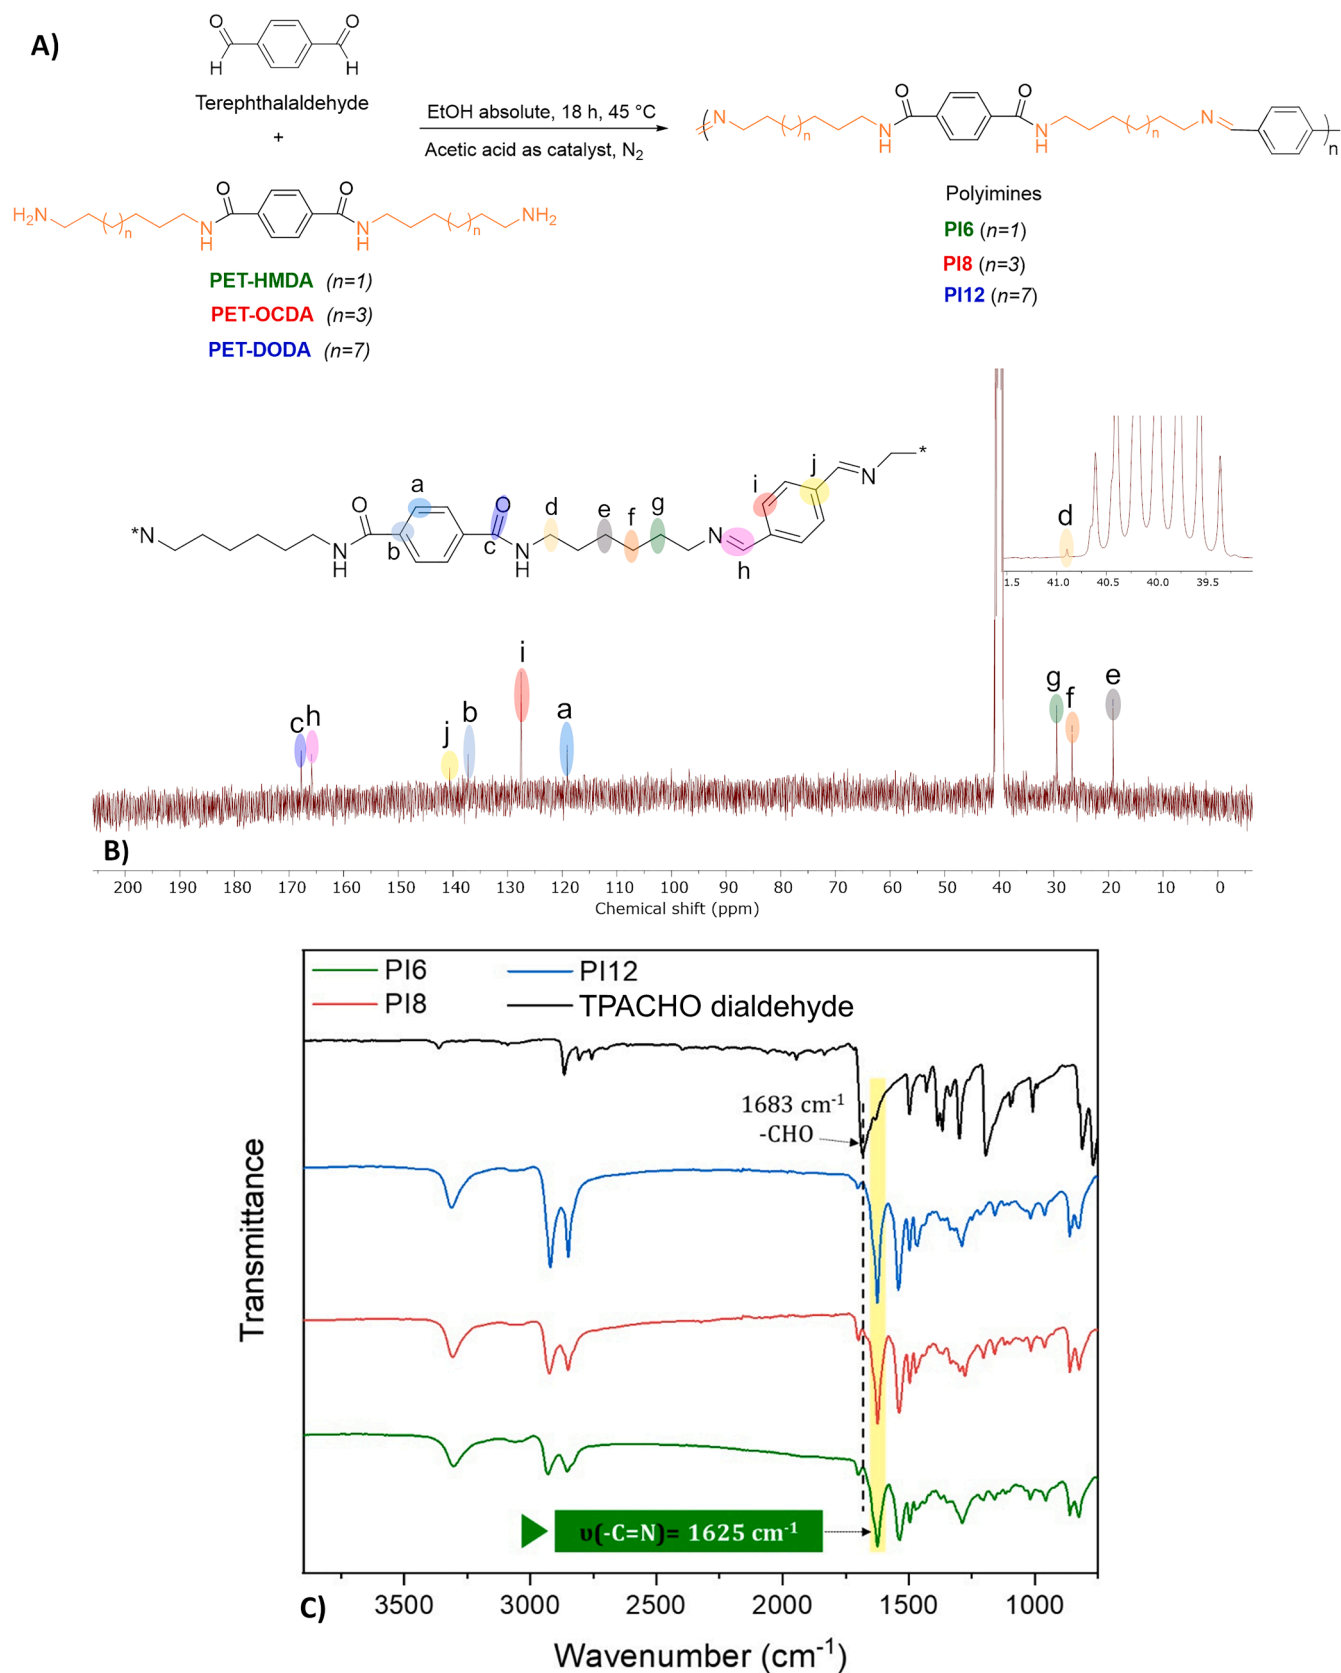 A)
O
O
H
H
Terephthalaldehyde
+
H₂N
n
N
H
O
O
N
H
n
NH₂
PET-HMDA (n=1)
PET-OCDA (n=3)
PET-DODA (n=7)
EtOH absolute, 18 h, 45 °C
Acetic acid as catalyst, N₂
N
n
N
H
O
O
N
H
n
N
n
Polyimines
PI6 (n=1)
PI8 (n=3)
PI12 (n=7)
*N
O
N
H
b
a
O
c
N
H
d
e
f
g
N
h
i
j
N
*
d
1.5 41.0 40.5 40.0 39.5
c h j b i a g f e
B)
200 190 180 170 160 150 140 130 120 110 100 90 80 70 60 50 40 30 20 10 0
Chemical shift (ppm)
PI6
PI8
PI12
TPACHO dialdehyde
1683 cm⁻¹
-CHO
υ(-C=N)= 1625 cm⁻¹
Transmittance
C)
3500 3000 2500 2000 1500 1000
Wavenumber (cm⁻¹)